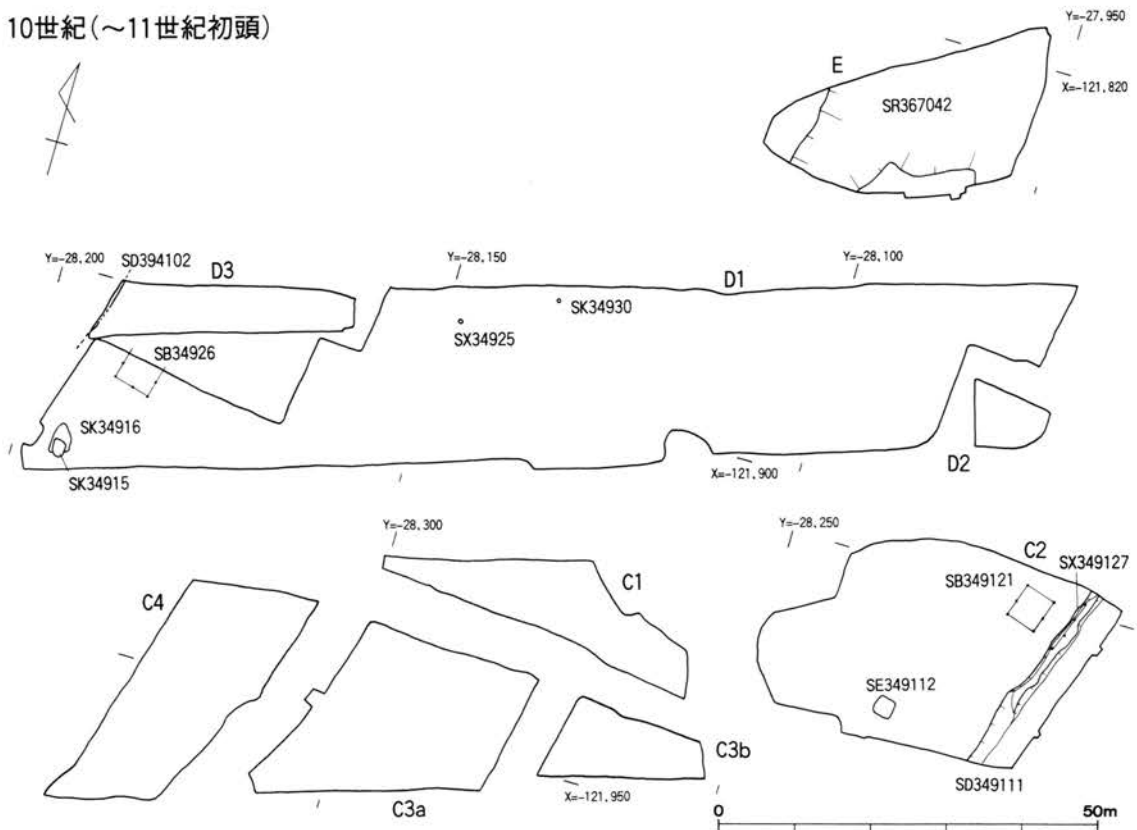 10世紀(～11世紀初頭)
Y=-27,950
E
X=-121,820
SR367042
Y=-28,200
SD394102
D3
Y=-28,150
D1
Y=-28,100
SK34930
SX34925
SB34926
SK34916
SK34915
D2
X=-121,900
Y=-28,300
C1
Y=-28,250
C2
SX349127
SB349121
C4
SE349112
C3b
X=-121,950
C3a
SD349111
0
50m